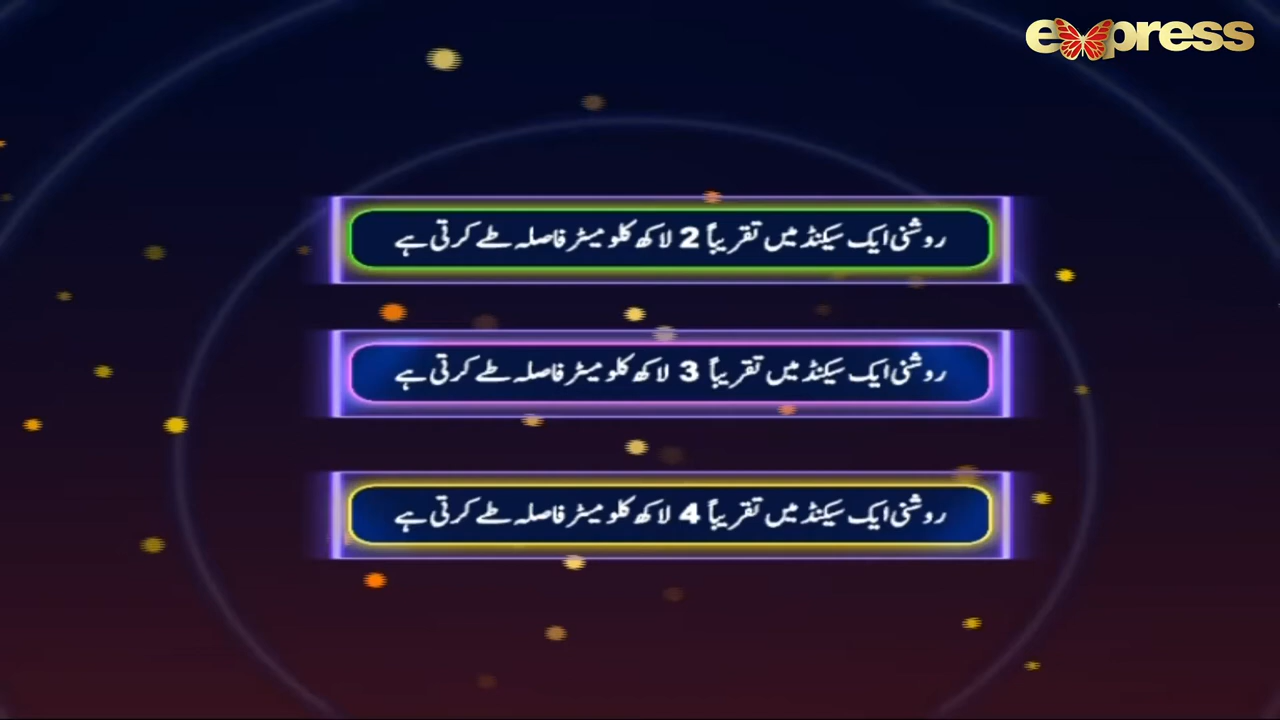 express
روشنی ایک سیکنڈ میں تقریباً 2 لاکھ کلو میٹر فاصلہ طے کرتی ہے
روشنی ایک سیکنڈ میں تقریباً 3 لاکھ کلو میٹر فاصلہ طے کرتی ہے
روشنی ایک سیکنڈ میں تقریباً 4 لاکھ کلو میٹر فاصلہ طے کرتی ہے